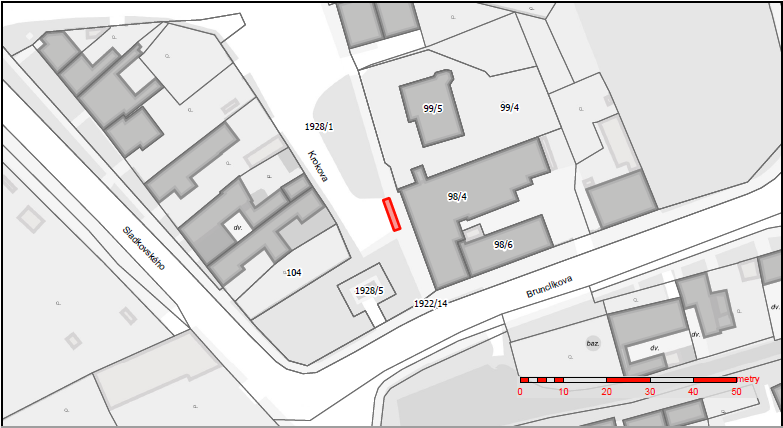 99/5
99/4
1928/1
Krokova
98/4
dv.
Sladkovského
98/6
104
1928/5
1922/14
Brunclíkova
baz.
dv.
dv.
dv.
metry
0 10 20 30 40 50